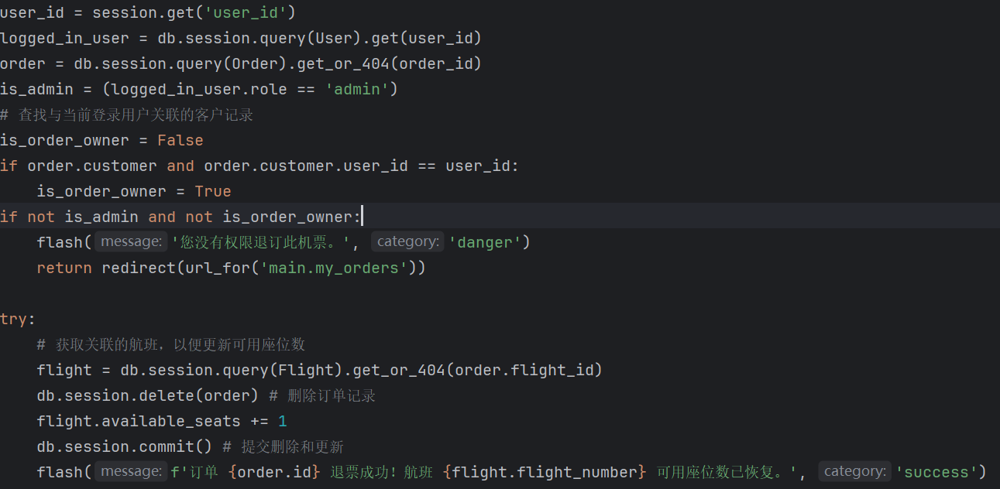 user_id = session.get('user_id')
logged_in_user = db.session.query(User).get(user_id)
order = db.session.query(Order).get_or_404(order_id)
is_admin = (logged_in_user.role == 'admin')
# 查找与当前登录用户关联的客户记录
is_order_owner = False
if order.customer and order.customer.user_id == user_id:
    is_order_owner = True
if not is_admin and not is_order_owner:
    flash( message: '您没有权限退订此机票。', category: 'danger')
    return redirect(url_for('main.my_orders'))
try:
    # 获取关联的航班，以便更新可用座位数
    flight = db.session.query(Flight).get_or_404(order.flight_id)
    db.session.delete(order) # 删除订单记录
    flight.available_seats += 1
    db.session.commit() # 提交删除和更新
    flash( message: f'订单 {order.id} 退票成功！航班 {flight.flight_number} 可用座位数已恢复。', category: 'success')